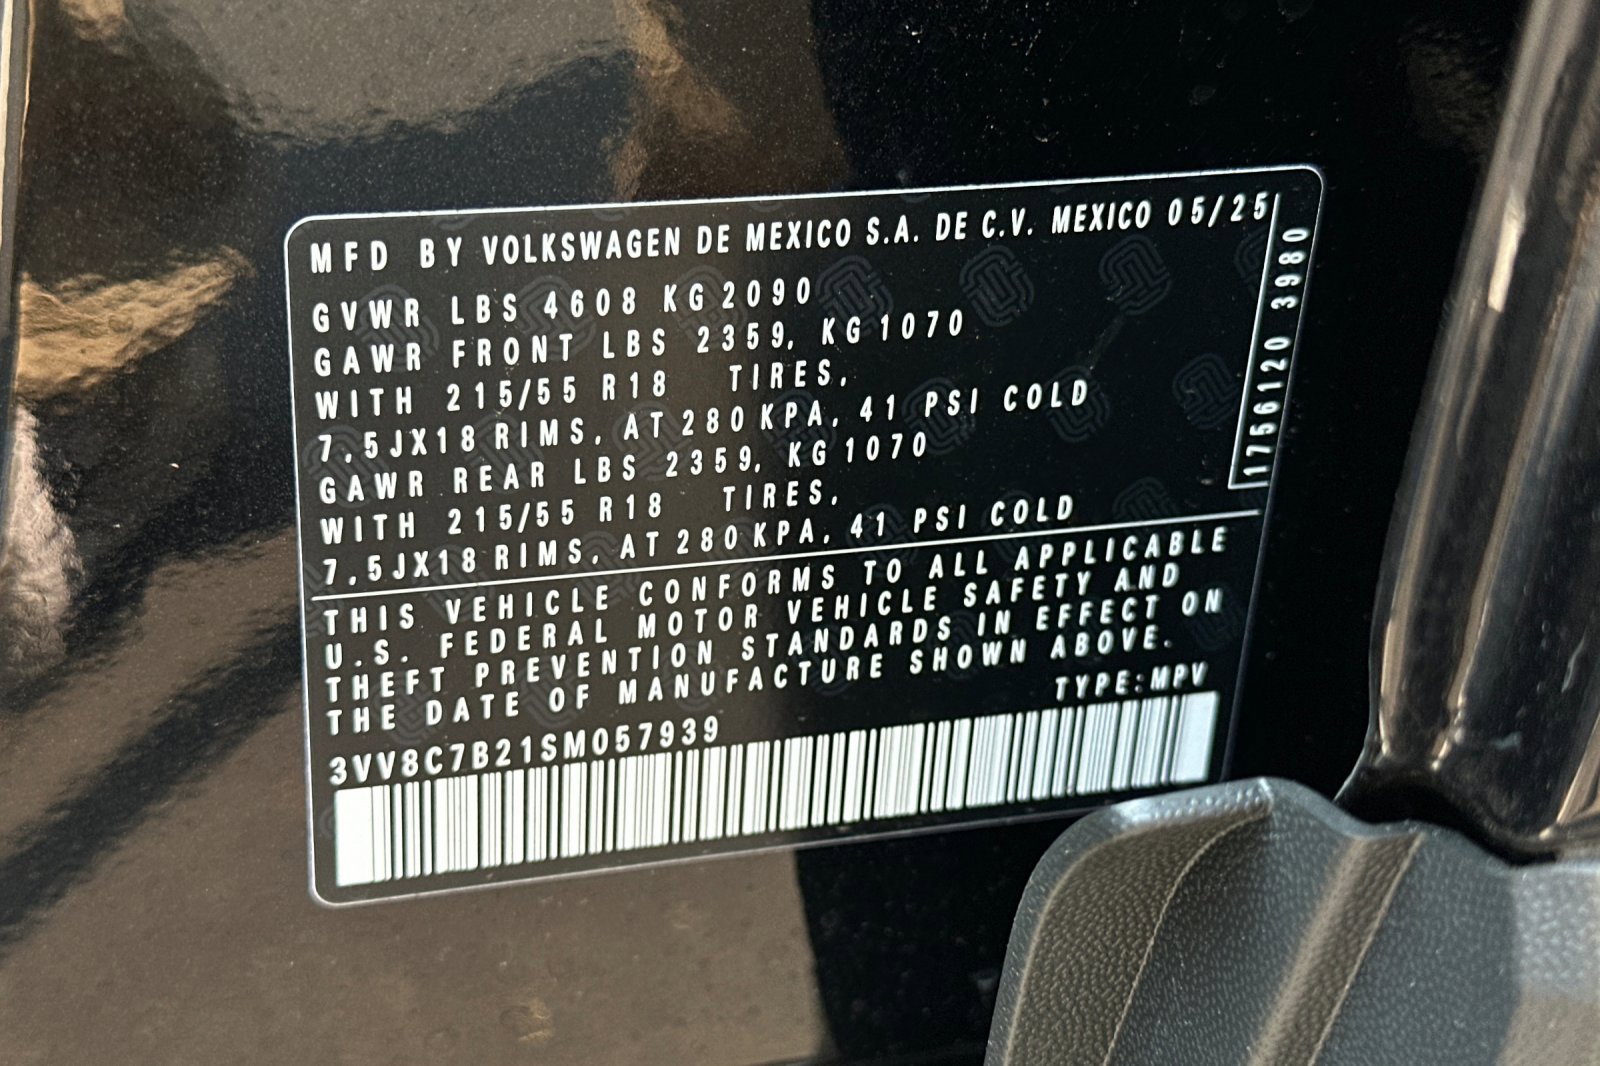 MFD BY VOLKSWAGEN DE MEXICO S.A. DE C.V. MEXICO 05/25
GVWR LBS 4608 KG 2090
GAWR FRONT LBS 2359, KG 1070
WITH 215/55 R18 TIRES,
7,5JX18 RIMS, AT 280 KPA, 41 PSI COLD
GAWR REAR LBS 2359, KG 1070
WITH 215/55 R18 TIRES,
7,5JX18 RIMS, AT 280 KPA, 41 PSI COLD
1756120 3980
THIS VEHICLE CONFORMS TO ALL APPLICABLE
U.S. FEDERAL MOTOR VEHICLE SAFETY AND
THEFT PREVENTION STANDARDS IN EFFECT ON
THE DATE OF MANUFACTURE SHOWN ABOVE.
TYPE:MPV
3VV8C7B21SM057939